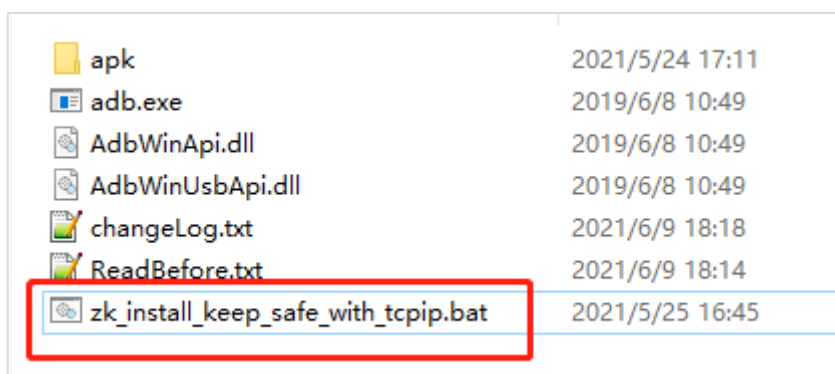 apk 2021/5/24 17:11
adb.exe 2019/6/8 10:49
AdbWinApi.dll 2019/6/8 10:49
AdbWinUsbApi.dll 2019/6/8 10:49
changeLog.txt 2021/6/9 18:18
ReadBefore.txt 2021/6/9 18:14
zk_install_keep_safe_with_tcpip.bat 2021/5/25 16:45